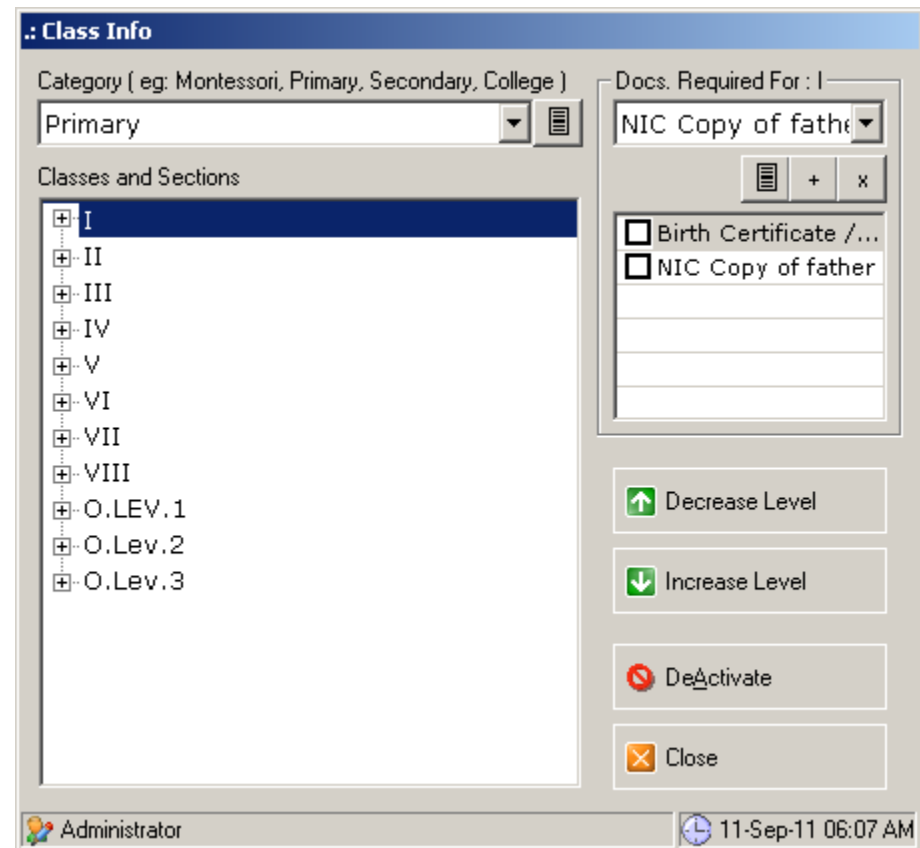 .: Class Info
Category ( eg: Montessori, Primary, Secondary, College )
Primary
Classes and Sections
I
II
III
IV
V
VI
VII
VIII
O.LEV.1
O.Lev.2
O.Lev.3
Docs. Required For : I
NIC Copy of fathe
+ x
Birth Certificate /...
NIC Copy of father
Decrease Level
Increase Level
DeActivate
Close
Administrator
11-Sep-11 06:07 AM